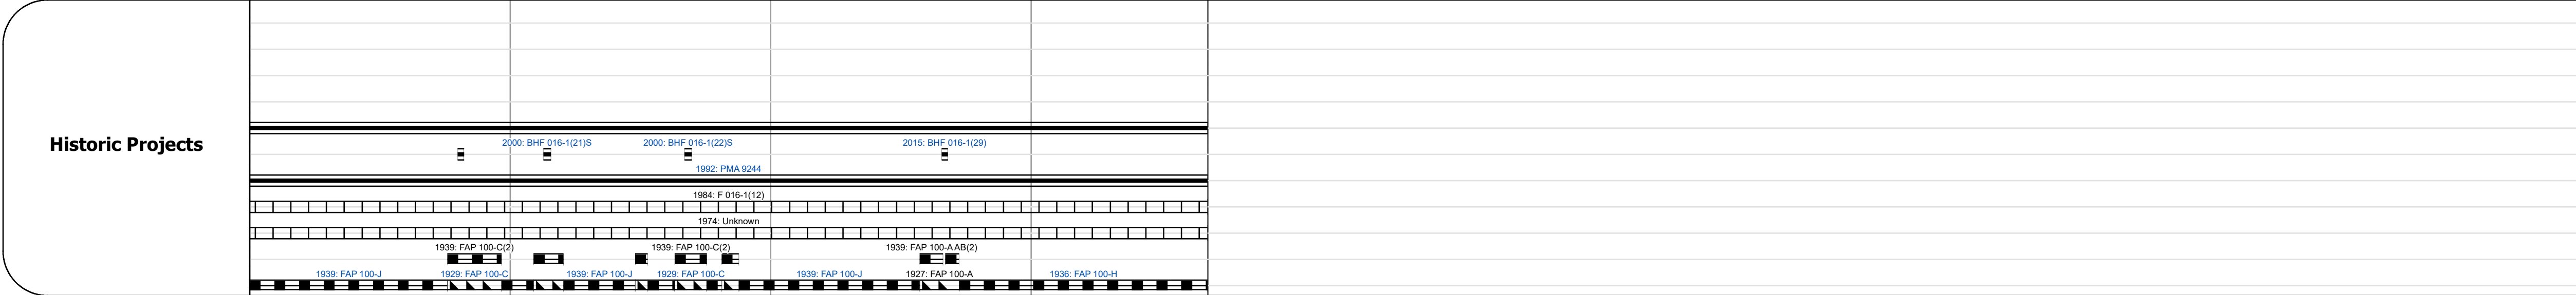 Historic Projects
2000: BHF 016-1(21)S 2000: BHF 016-1(22)S 2015: BHF 016-1(29)
1992: PMA 9244
1984: F 016-1(12)
1974: Unknown
1939: FAP 100-C(2) 1939: FAP 100-C(2) 1939: FAP 100-A AB(2)
1939: FAP 100-J 1929: FAP 100-C 1939: FAP 100-J 1929: FAP 100-C 1939: FAP 100-J 1927: FAP 100-A 1936: FAP 100-H